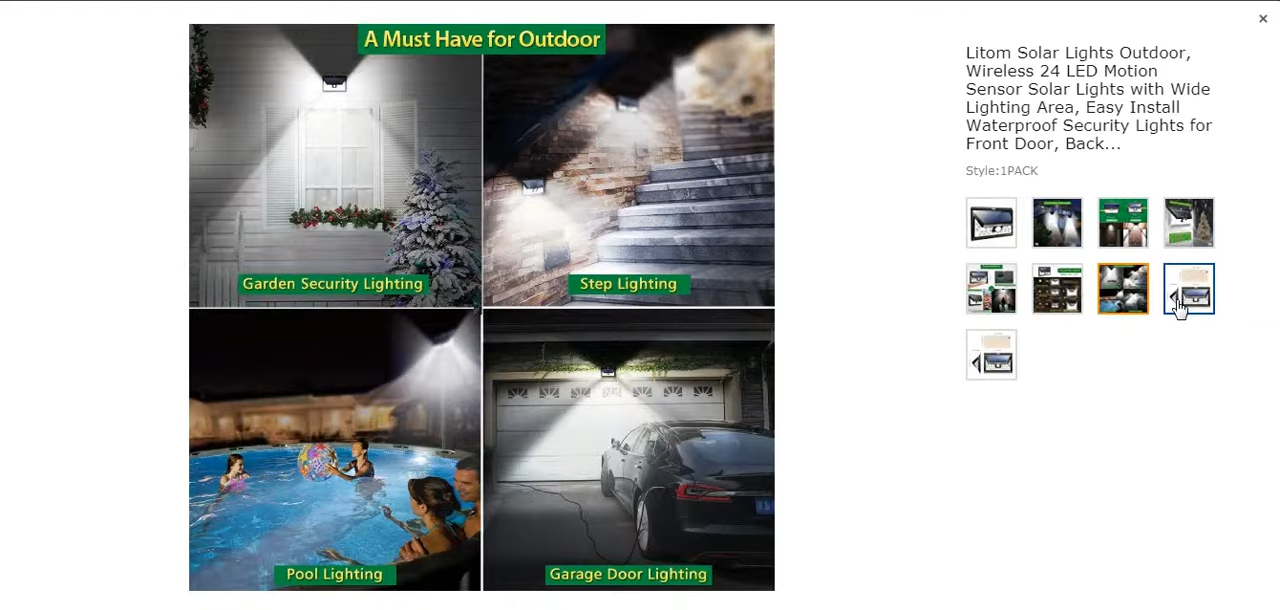 A Must Have for Outdoor
Garden Security Lighting
Step Lighting
Pool Lighting
Garage Door Lighting
Litom Solar Lights Outdoor,
Wireless 24 LED Motion
Sensor Solar Lights with Wide
Lighting Area, Easy Install
Waterproof Security Lights for
Front Door, Back...
Style:1PACK